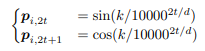 p_{i,2t} = sin(k/10000^{2t/d})
p_{i,2t+1} = cos(k/10000^{2t/d})